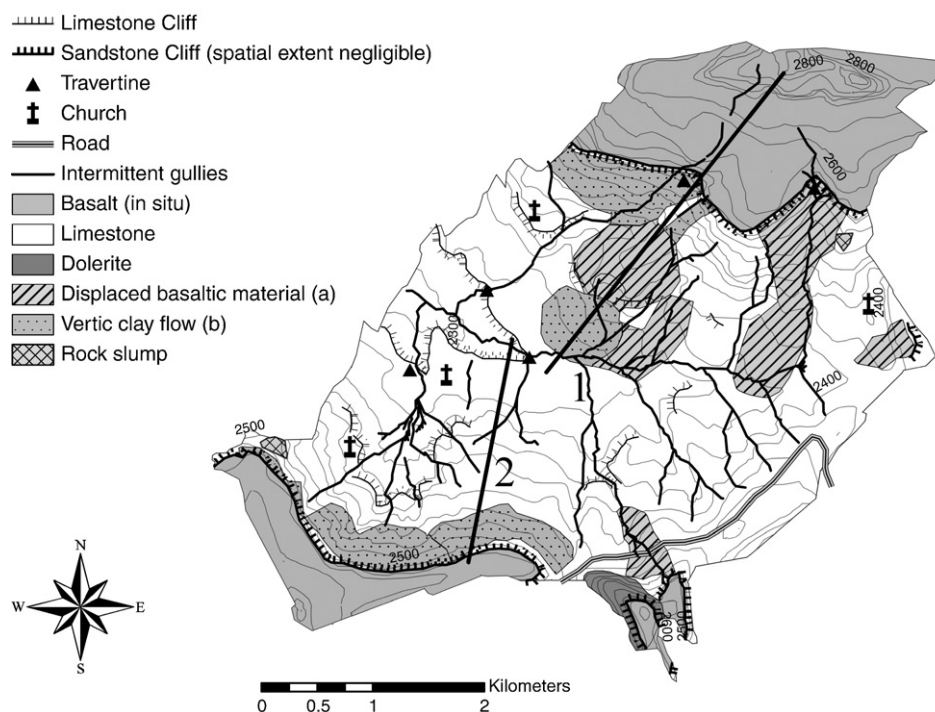 Limestone Cliff
Sandstone Cliff (spatial extent negligible)
Travertine
Church
Road
Intermittent gullies
Basalt (in situ)
Limestone
Dolerite
Displaced basaltic material (a)
Vertic clay flow (b)
Rock slump
2800
2800
2600
2400
2300
2400
1
2
2500
2500
2600
2500
N
W
E
S
Kilometers
0 0.5 1 2